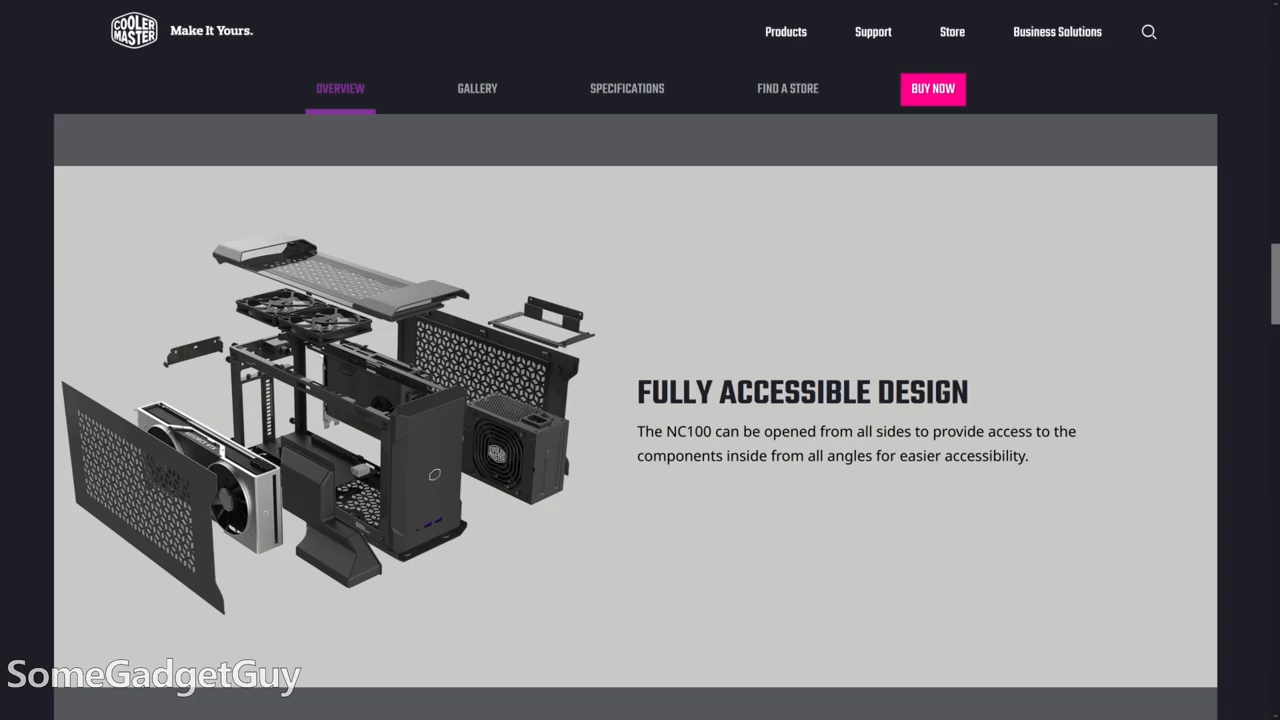 COOLER
MASTER
Make It Yours.
Products
Support
Store
Business Solutions
OVERVIEW
GALLERY
SPECIFICATIONS
FIND A STORE
BUY NOW
FULLY ACCESSIBLE DESIGN
The NC100 can be opened from all sides to provide access to the
components inside from all angles for easier accessibility.
SomeGadgetGuy